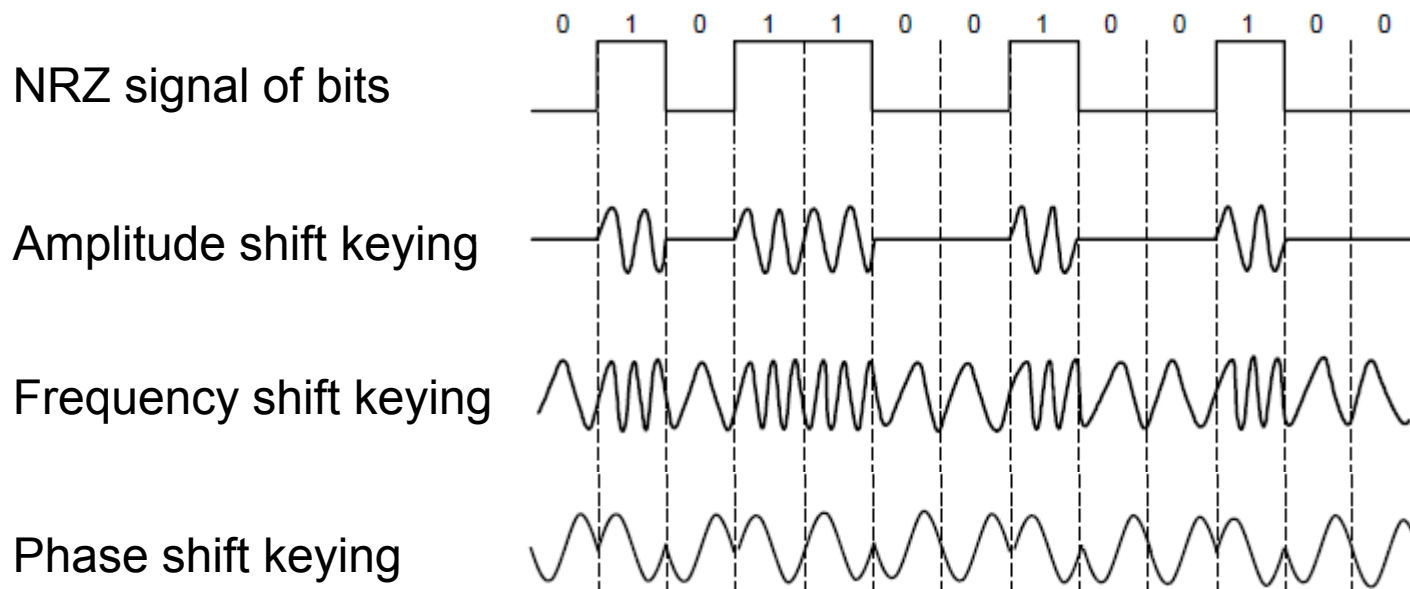 0 1 0 1 1 0 0 1 0 0 1 0 0
NRZ signal of bits
Amplitude shift keying
Frequency shift keying
Phase shift keying